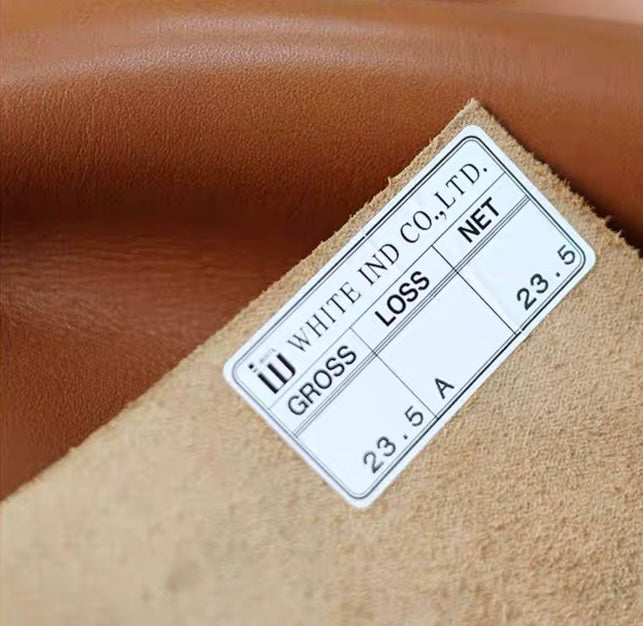 WHITE IND CO.,LTD.
GROSS LOSS NET
23.5 A 23.5